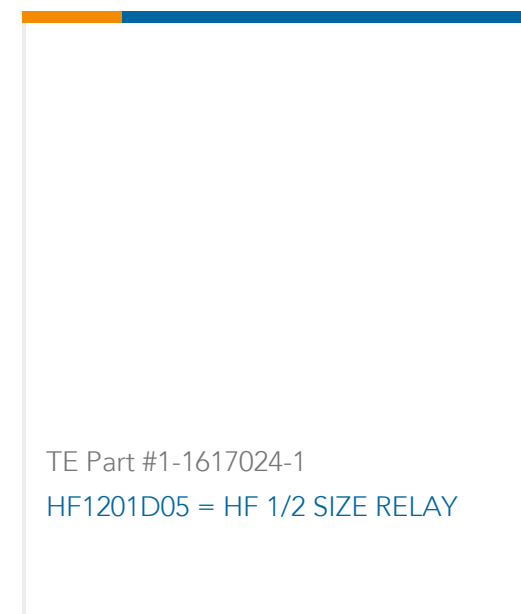 TE Part #1-1617024-1
HF1201D05 = HF 1/2 SIZE RELAY